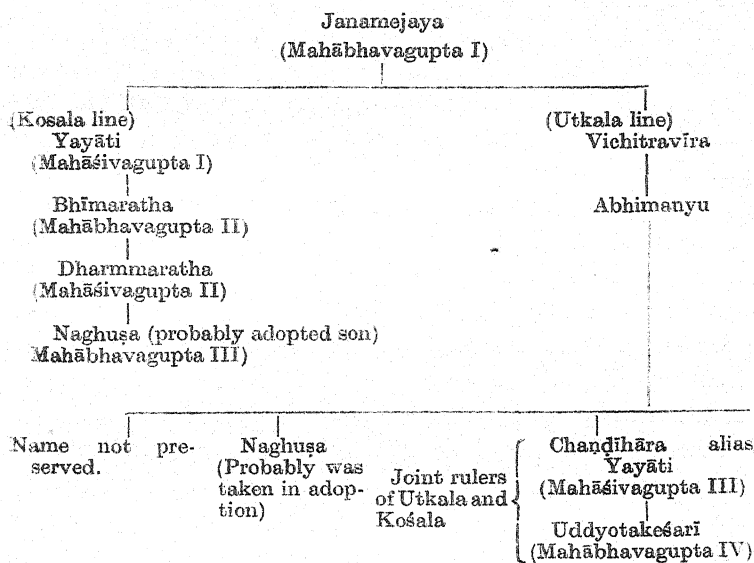 Janamejaya
(Mahābhavagupta I)
(Kosala line)
Yayāti
(Mahāśivagupta I)
Bhīmaratha
(Mahābhavagupta II)
Dharmmaratha
(Mahāśivagupta II)
Naghuṣa (probably adopted son)
Mahābhavagupta III)
(Utkala line)
Vichitravīra
Abhimanyu
Name not pre-
served.
Naghuṣa
(Probably was
taken in adop-
tion)
Joint rulers
of Utkala and
Kośala
Chaṇḍīhāra alias
Yayāti
(Mahāśivagupta III)
Uddyotakeśarī
(Mahābhavagupta IV)